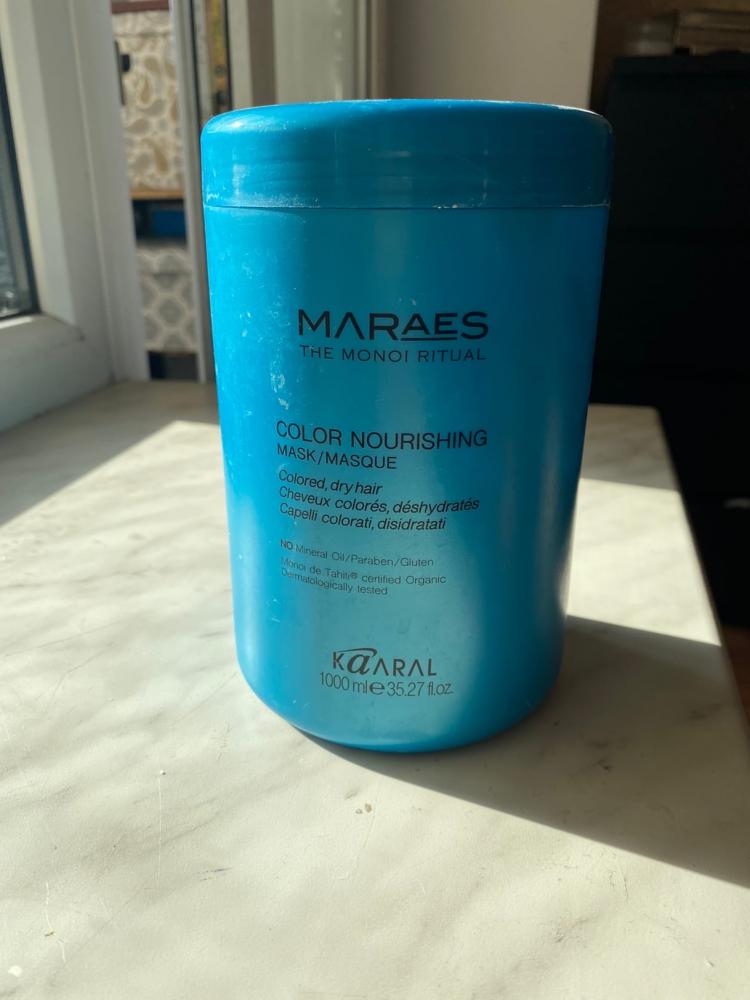 MARAES
THE MONOI RITUAL
COLOR NOURISHING
MASK/MASQUE
Colored, dry hair
Cheveux colorés, déshydratés
Capelli colorati, disidratati
NO Mineral Oil/Paraben/Gluten
Monoi de Tahiti® certified Organic
Dermatologically tested
KAARAL
1000 ml e 35.27 fl.oz.